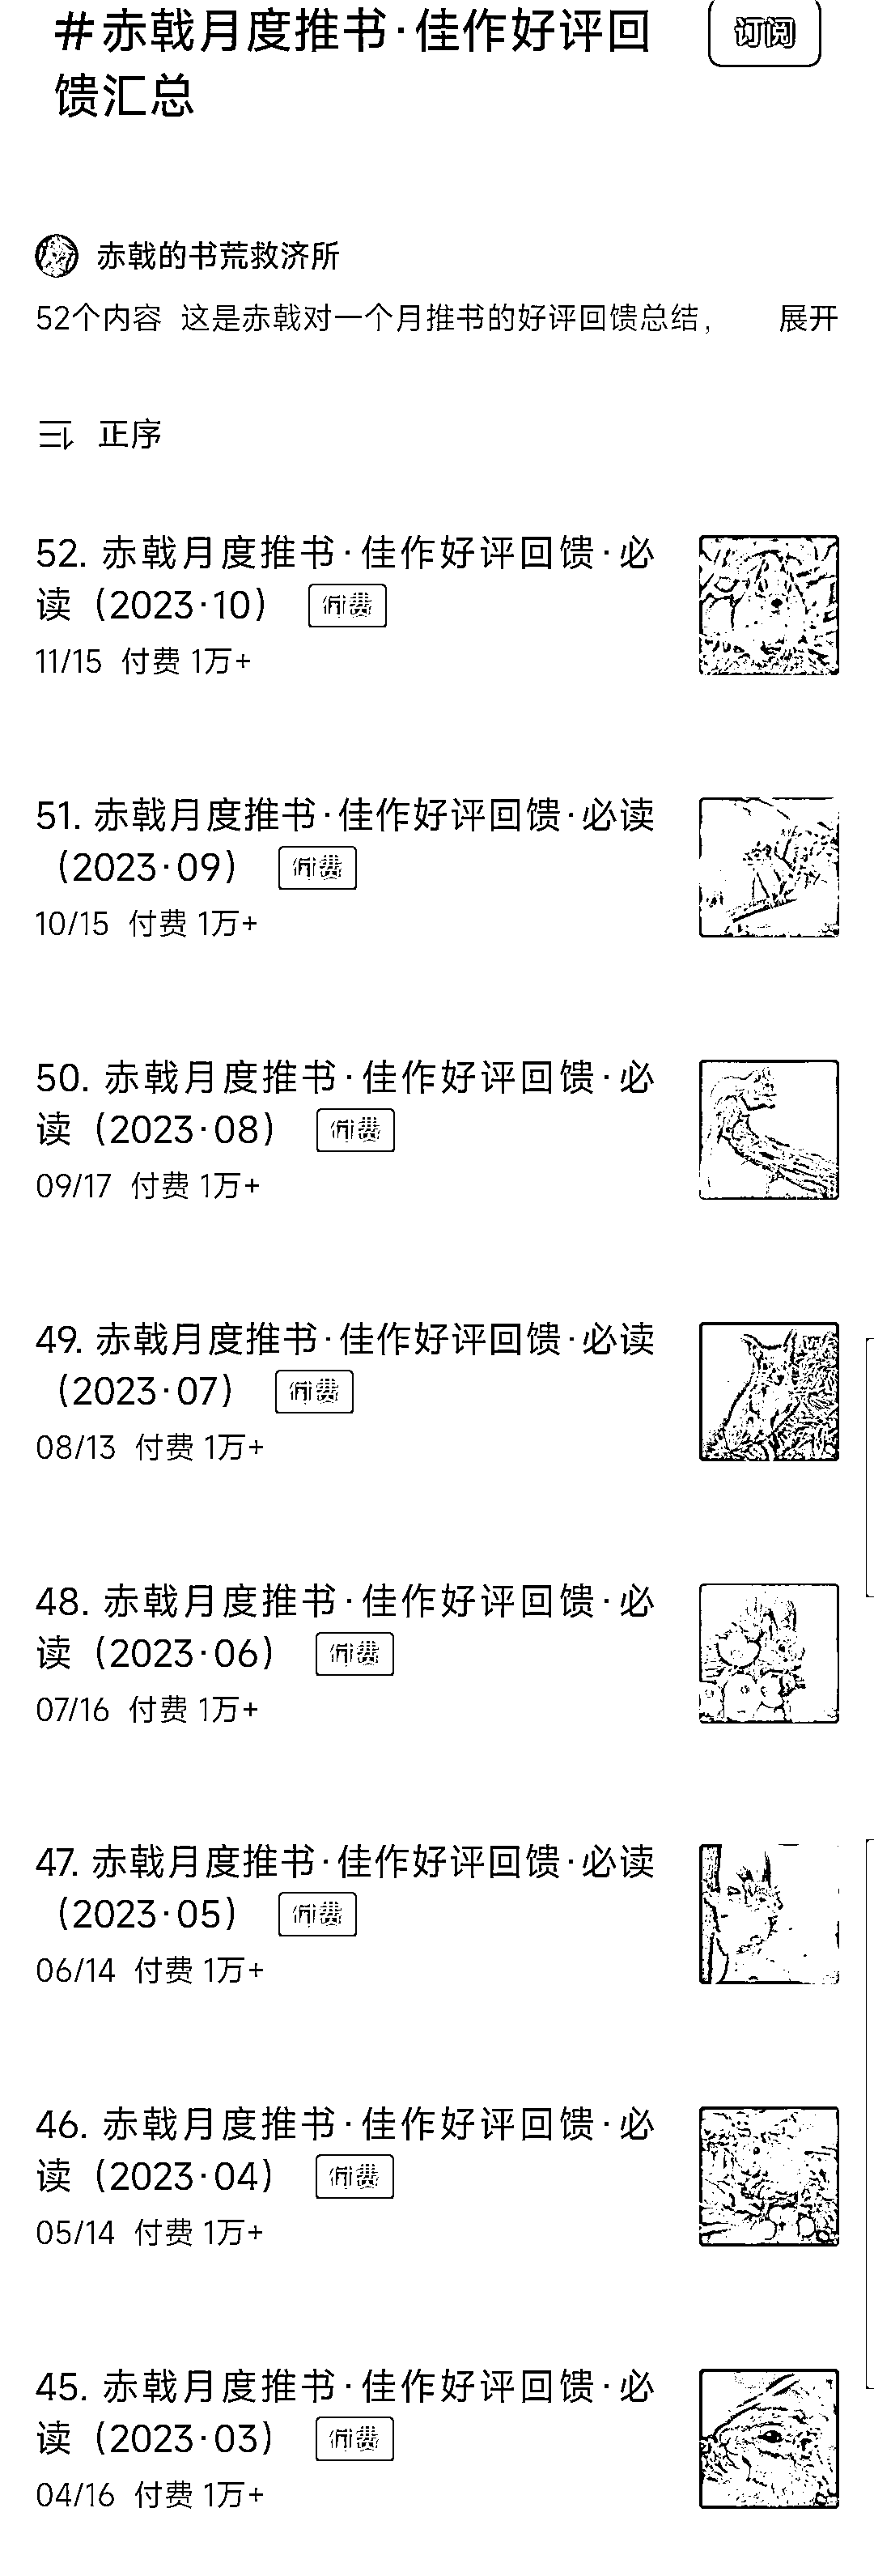 #赤戟月度推书·佳作好评回
馈汇总
订阅
赤戟的书荒救济所
52个内容 这是赤戟对一个月推书的好评回馈总结， 展开
正序
52. 赤戟月度推书·佳作好评回馈·必
读（2023·10） 付费
11/15 付费 1万+
51. 赤戟月度推书·佳作好评回馈·必读
（2023·09） 付费
10/15 付费 1万+
50. 赤戟月度推书·佳作好评回馈·必
读（2023·08） 付费
09/17 付费 1万+
49. 赤戟月度推书·佳作好评回馈·必读
（2023·07） 付费
08/13 付费 1万+
48. 赤戟月度推书·佳作好评回馈·必
读（2023·06） 付费
07/16 付费 1万+
47. 赤戟月度推书·佳作好评回馈·必读
（2023·05） 付费
06/14 付费 1万+
46. 赤戟月度推书·佳作好评回馈·必
读（2023·04） 付费
05/14 付费 1万+
45. 赤戟月度推书·佳作好评回馈·必
读（2023·03） 付费
04/16 付费 1万+